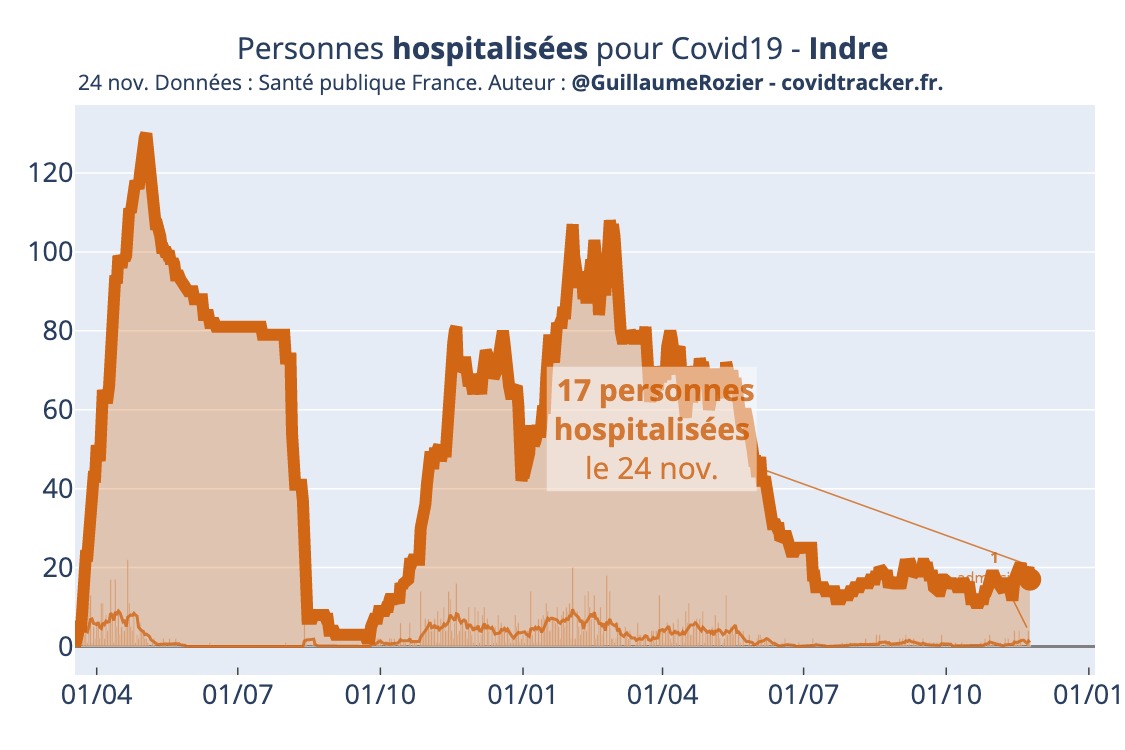 Personnes hospitalisées pour Covid19 - Indre
24 nov. Données : Santé publique France. Auteur : @GuillaumeRozier - covidtracker.fr.
120
100
80
60
40
20
0
17 personnes
hospitalisées
le 24 nov.
1
01/04 01/07 01/10 01/01 01/04 01/07 01/10 01/01